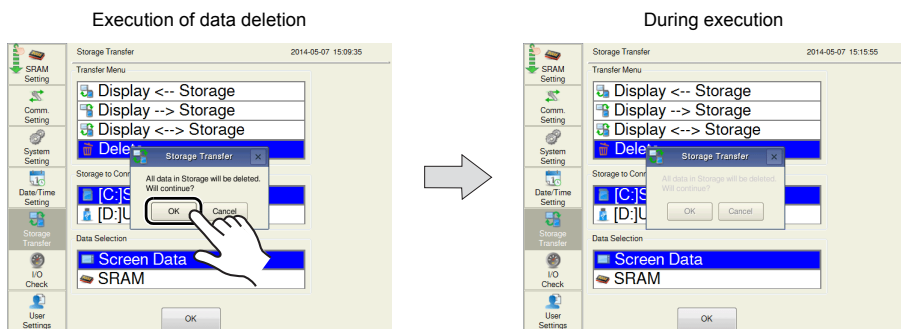 Execution of data deletion
During execution
Storage Transfer
2014-05-07 15:09:35
SRAM
Setting
Comm.
Setting
System
Setting
Date/Time
Setting
Storage
Transfer
I/O
Check
User
Settings
Transfer Menu
Display <-- Storage
Display --> Storage
Display <--> Storage
Storage Transfer
All data in Storage will be deleted.
Will continue?
OK
Cancel
Storage to
[C:]
[D:]
Data Selection
Screen Data
SRAM
OK
Storage Transfer
2014-05-07 15:15:55
SRAM
Setting
Comm.
Setting
System
Setting
Date/Time
Setting
Storage
Transfer
I/O
Check
User
Settings
Transfer Menu
Display <-- Storage
Display --> Storage
Display <--> Storage
Storage Transfer
All data in Storage will be deleted.
Will continue?
OK
Cancel
Storage to
[C:]
[D:]
Data Selection
Screen Data
SRAM
OK